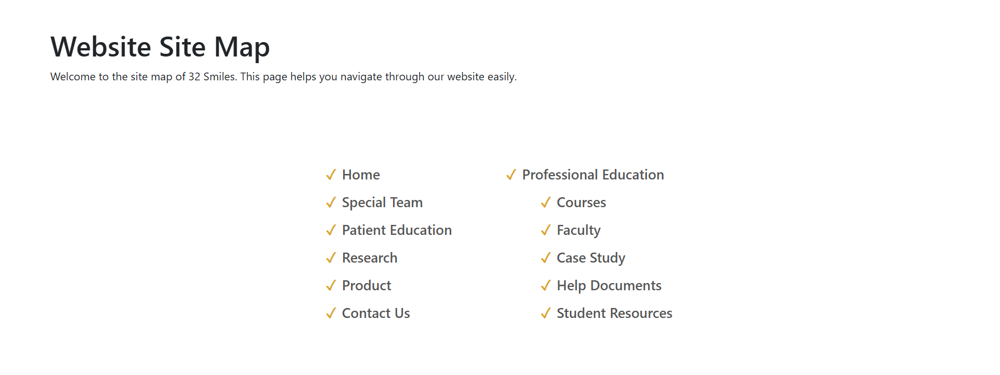 Website Site Map
Welcome to the site map of 32 Smiles. This page helps you navigate through our website easily.
✓ Home
✓ Special Team
✓ Patient Education
✓ Research
✓ Product
✓ Contact Us
✓ Professional Education
✓ Courses
✓ Faculty
✓ Case Study
✓ Help Documents
✓ Student Resources